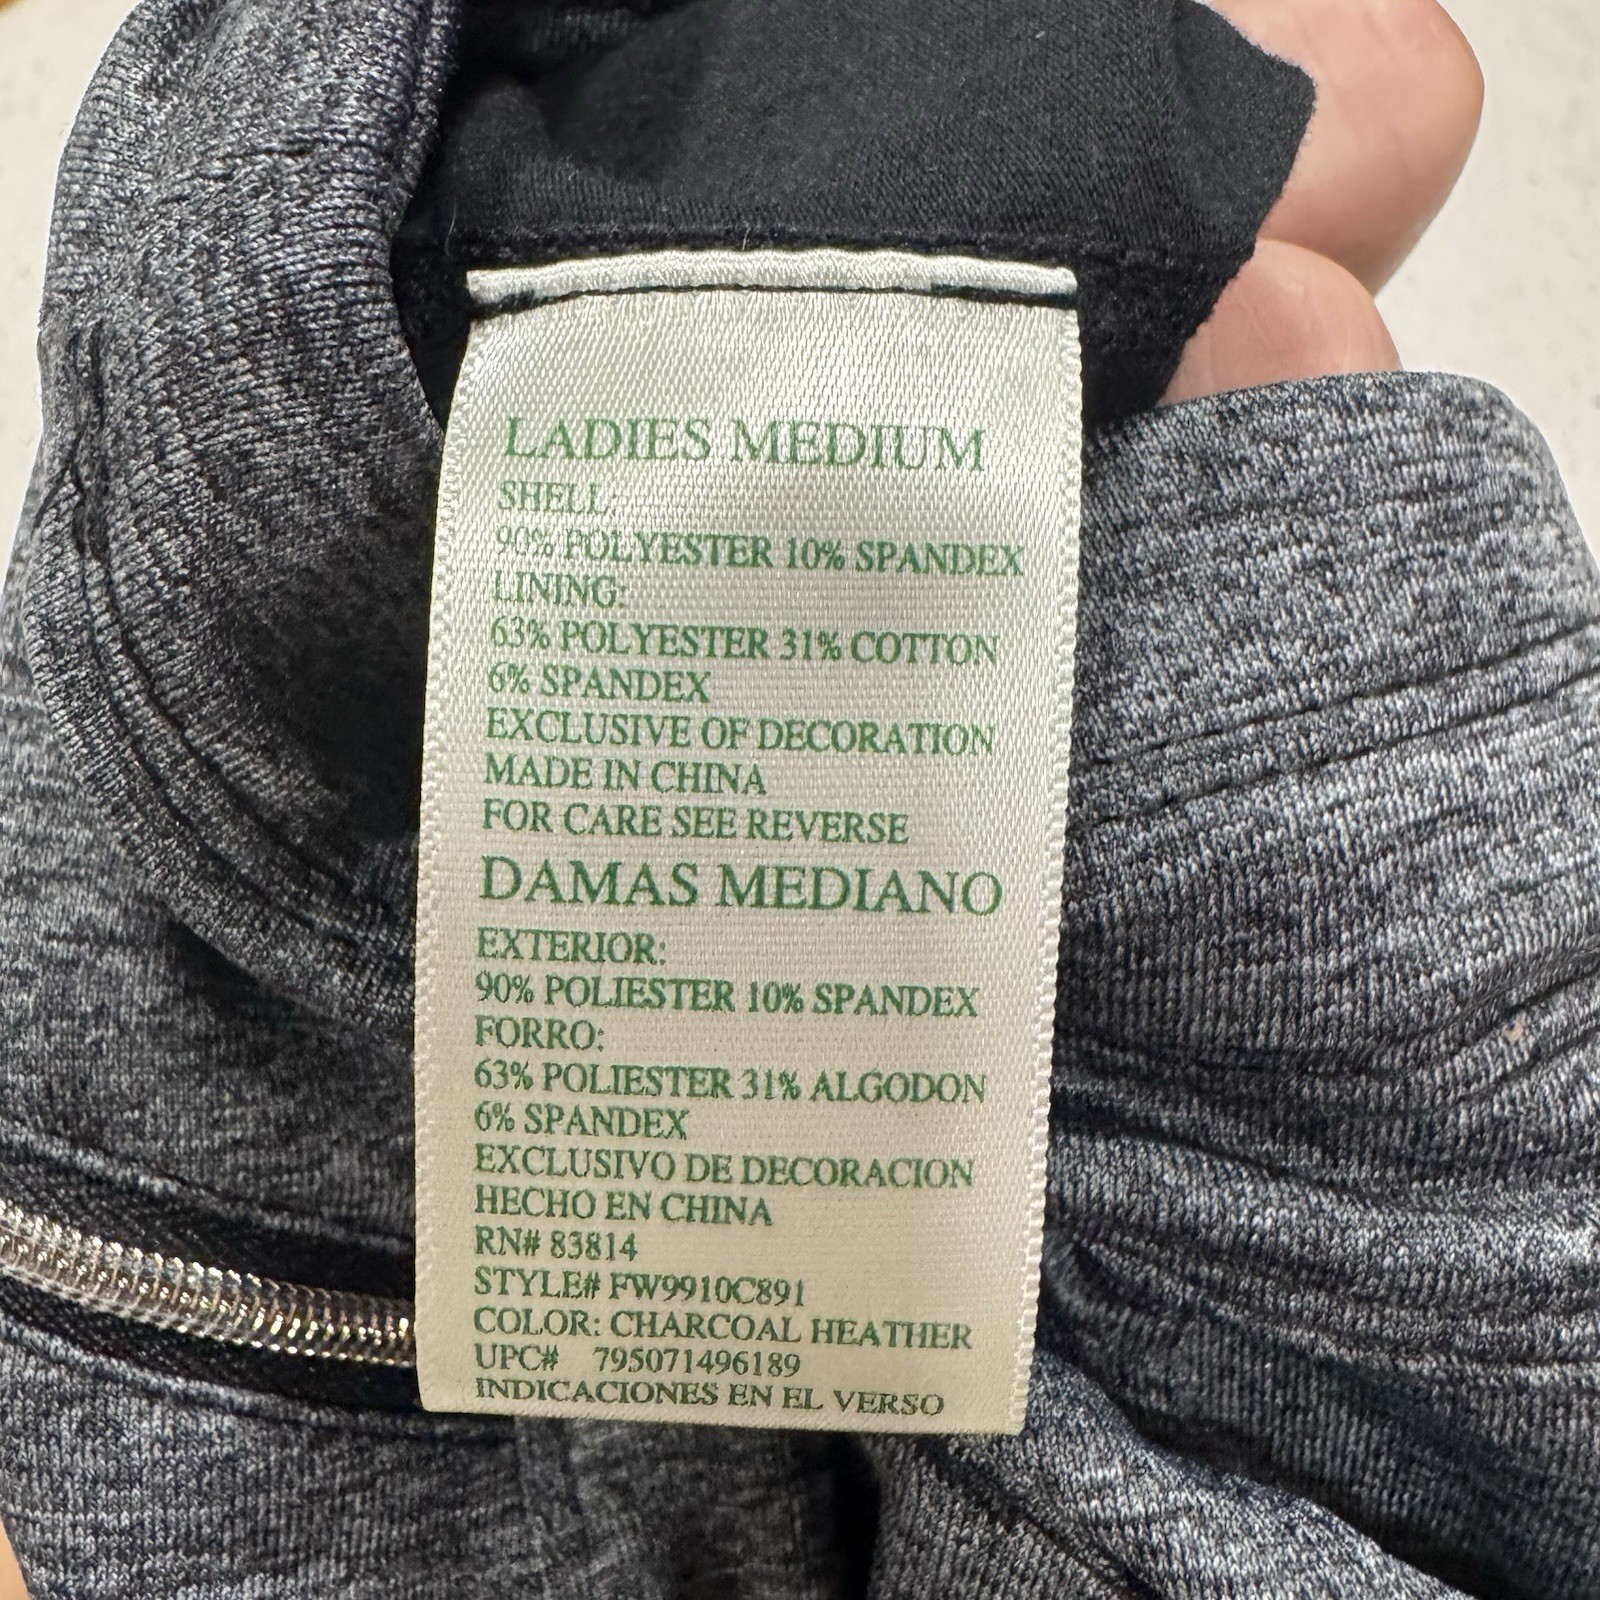 LADIES MEDIUM
SHELL:
90% POLYESTER 10% SPANDEX
LINING:
63% POLYESTER 31% COTTON
6% SPANDEX
EXCLUSIVE OF DECORATION
MADE IN CHINA
FOR CARE SEE REVERSE
DAMAS MEDIANO
EXTERIOR:
90% POLIESTER 10% SPANDEX
FORRO:
63% POLIESTER 31% ALGODON
6% SPANDEX
EXCLUSIVO DE DECORACION
HECHO EN CHINA
RN# 83814
STYLE# FW9910C891
COLOR: CHARCOAL HEATHER
UPC# 795071496189
INDICACIONES EN EL VERSO